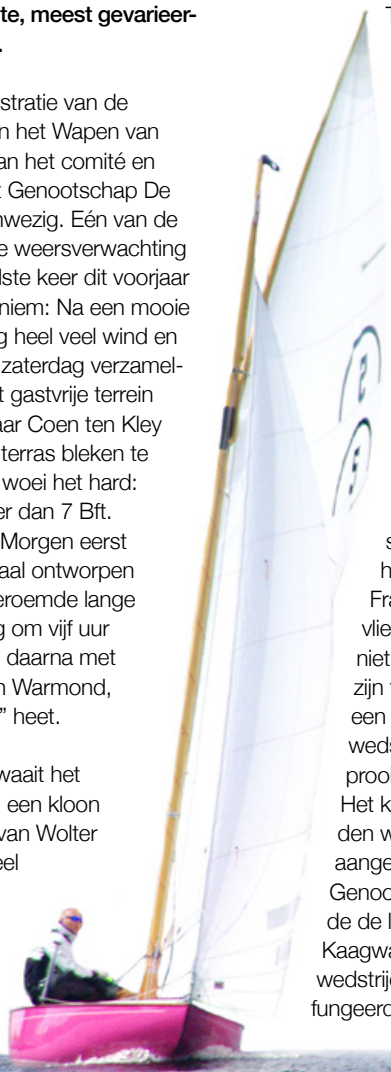 te, meest gevarieer-
stratie van de
n het Wapen van
an het comité en
t Genootschap De
nwezig. Eén van de
e weersverwachting
lste keer dit voorjaar
niem: Na een mooie
g heel veel wind en
zaterdag verzamel-
t gastvrije terrein
aar Coen ten Kley
terras bleken te
woei het hard:
er dan 7 Bft.
Morgen eerst
aal ontworpen
eroemde lange
g om vijf uur
daarna met
n Warmond,
” heet.
waait het
een kloon
van Wolter
eel
T
s
h
Fra
vlie
niet
zijn
een
weds
prooi
Het k
den w
aange
Genoo
de de l
Kaagwa
wedstrijd
fungeerd